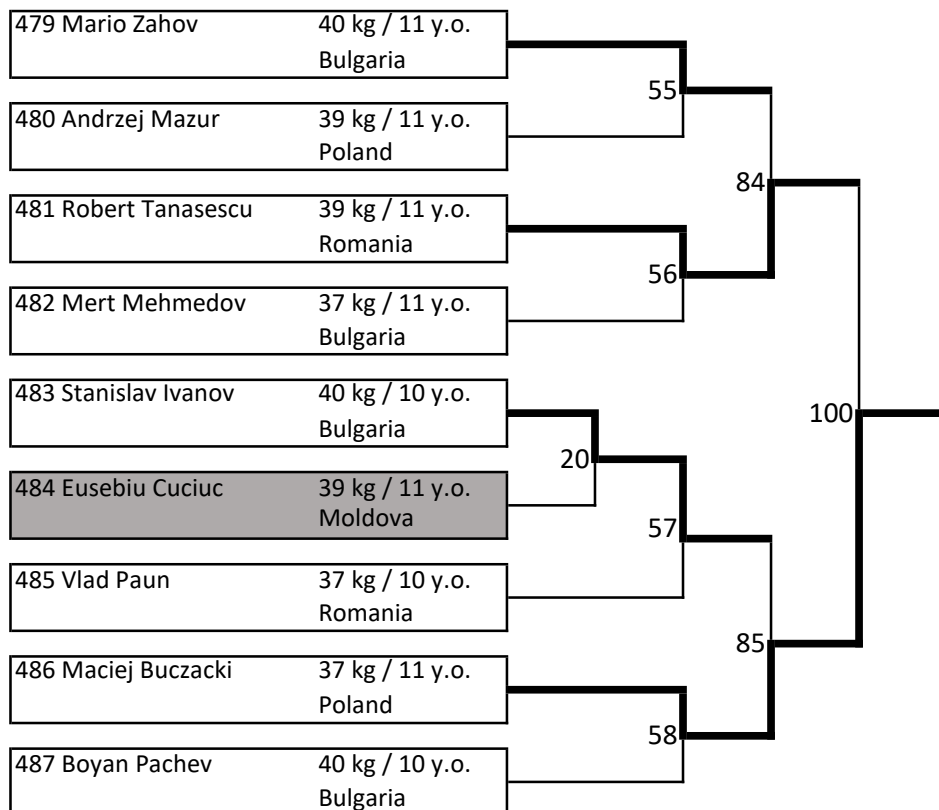 479 Mario Zahov 40 kg / 11 y.o.
Bulgaria
55
480 Andrzej Mazur 39 kg / 11 y.o.
Poland
84
481 Robert Tanasescu 39 kg / 11 y.o.
Romania
56
482 Mert Mehmedov 37 kg / 11 y.o.
Bulgaria
483 Stanislav Ivanov 40 kg / 10 y.o.
Bulgaria
100
20
484 Eusebiu Cuciuc 39 kg / 11 y.o.
Moldova
57
485 Vlad Paun 37 kg / 10 y.o.
Romania
85
486 Maciej Buczacki 37 kg / 11 y.o.
Poland
58
487 Boyan Pachev 40 kg / 10 y.o.
Bulgaria